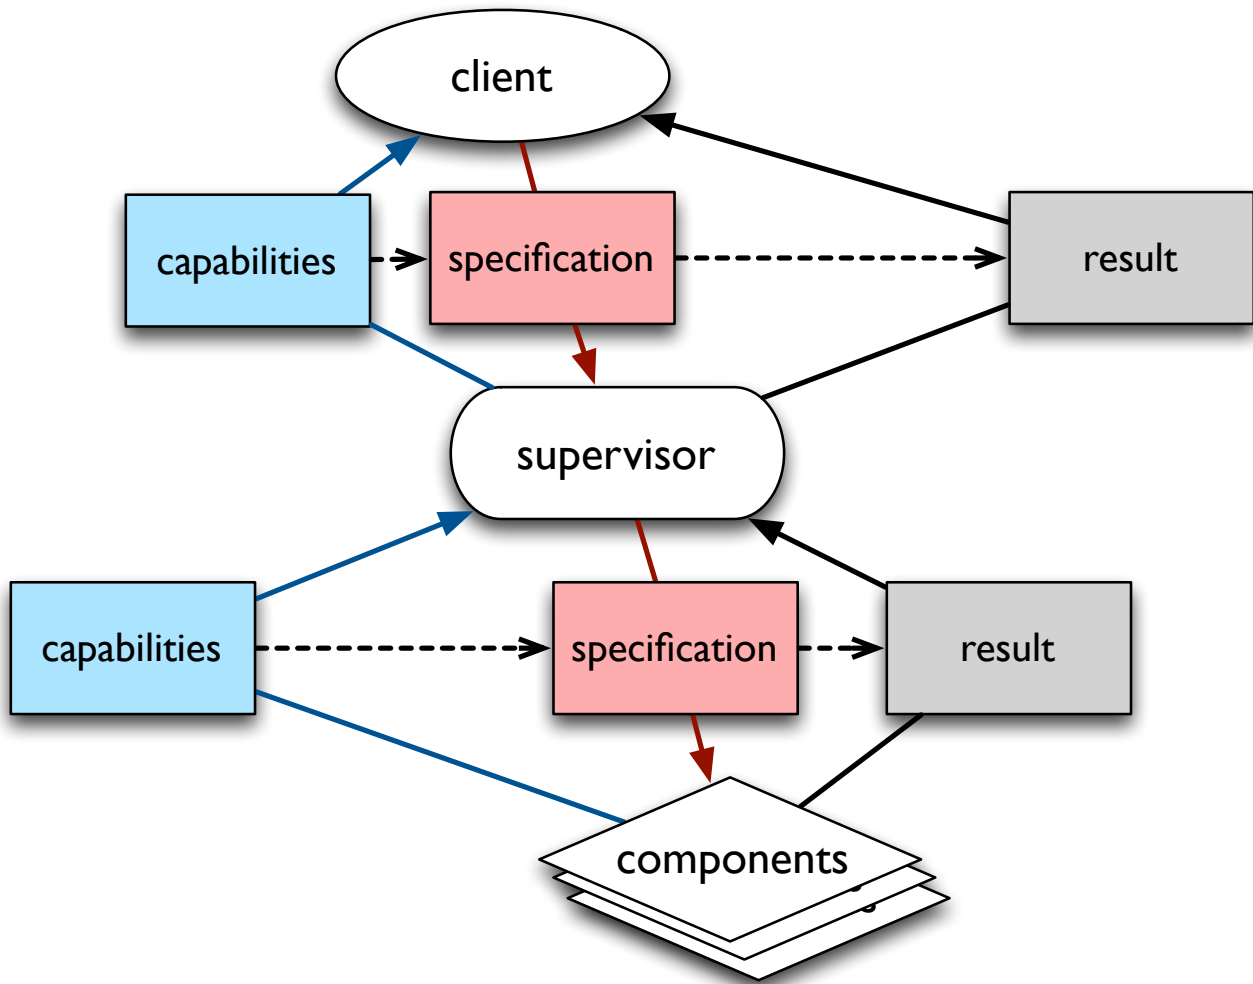 client
capabilities
specification
result
supervisor
capabilities
specification
result
components